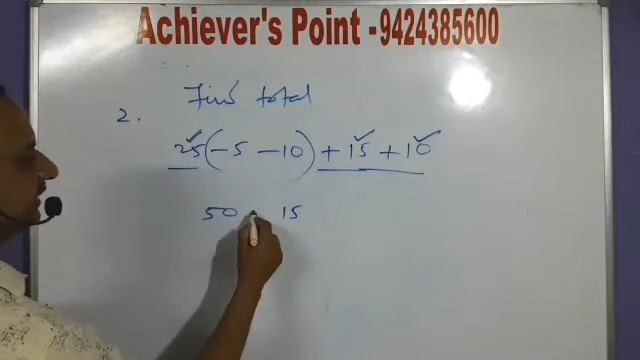 Achiever's Point -9424385600
Find total
2.
25(-5 -10) +15 +10
50 15